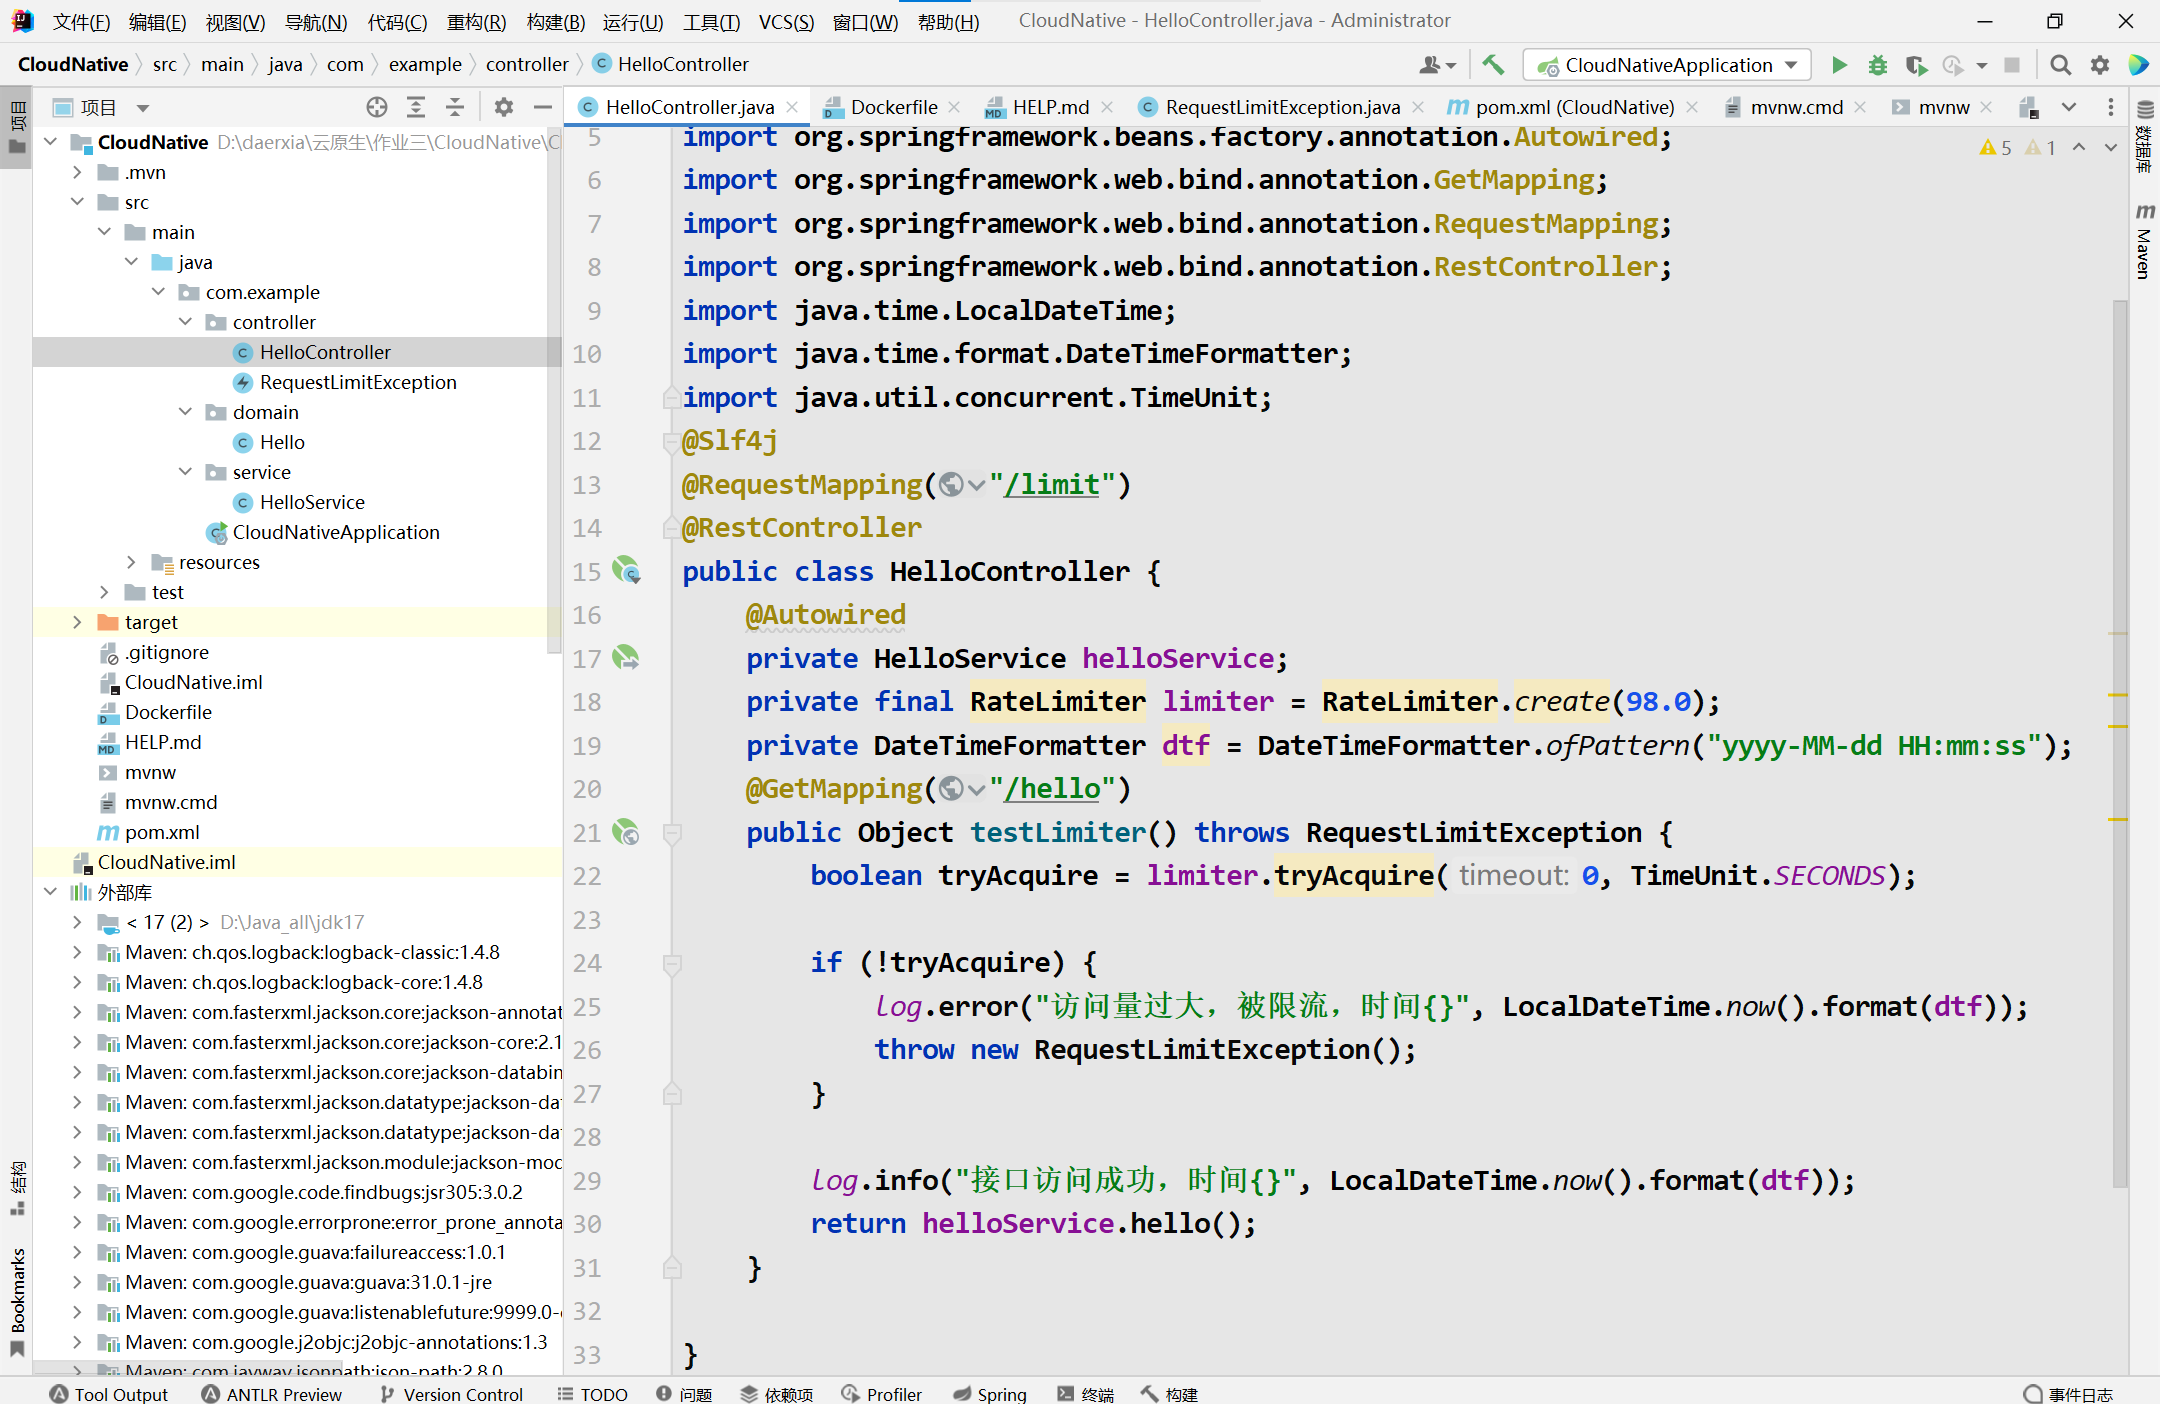 文件(F) 编辑(E) 视图(V) 导航(N) 代码(C) 重构(R) 构建(B) 运行(U) 工具(T) VCS(S) 窗口(W) 帮助(H) CloudNative - HelloController.java - Administrator
CloudNative src main java com example controller HelloController CloudNativeApplication
项目
HelloController.java Dockerfile HELP.md RequestLimitException.java pom.xml (CloudNative) mvnw.cmd mvnw
项目
CloudNative D:\daerxia\云原生\作业三\CloudNative\C
.mvn
src
main
java
com.example
controller
HelloController
RequestLimitException
domain
Hello
service
HelloService
CloudNativeApplication
resources
test
target
.gitignore
CloudNative.iml
Dockerfile
HELP.md
mvnw
mvnw.cmd
pom.xml
CloudNative.iml
外部库
< 17 (2) > D:\Java_all\jdk17
Maven: ch.qos.logback:logback-classic:1.4.8
Maven: ch.qos.logback:logback-core:1.4.8
Maven: com.fasterxml.jackson.core:jackson-annotat
Maven: com.fasterxml.jackson.core:jackson-core:2.1
Maven: com.fasterxml.jackson.core:jackson-databin
Maven: com.fasterxml.jackson.datatype:jackson-da
Maven: com.fasterxml.jackson.datatype:jackson-da
Maven: com.fasterxml.jackson.module:jackson-mod
Maven: com.google.code.findbugs:jsr305:3.0.2
Maven: com.google.errorprone:error_prone_annota
Maven: com.google.guava:failureaccess:1.0.1
Maven: com.google.guava:guava:31.0.1-jre
Maven: com.google.guava:listenablefuture:9999.0-
Maven: com.google.j2objc:j2objc-annotations:1.3
Maven: com.jayway.jsonpath:json-path:2.8.0
结构
Bookmarks
5 import org.springframework.beans.factory.annotation.Autowired;
6 import org.springframework.web.bind.annotation.GetMapping;
7 import org.springframework.web.bind.annotation.RequestMapping;
8 import org.springframework.web.bind.annotation.RestController;
9 import java.time.LocalDateTime;
10 import java.time.format.DateTimeFormatter;
11 import java.util.concurrent.TimeUnit;
12 @Slf4j
13 @RequestMapping("/limit")
14 @RestController
15 public class HelloController {
16 @Autowired
17 private HelloService helloService;
18 private final RateLimiter limiter = RateLimiter.create(98.0);
19 private DateTimeFormatter dtf = DateTimeFormatter.ofPattern("yyyy-MM-dd HH:mm:ss");
20 @GetMapping("/hello")
21 public Object testLimiter() throws RequestLimitException {
22 boolean tryAcquire = limiter.tryAcquire( timeout: 0, TimeUnit.SECONDS);
23
24 if (!tryAcquire) {
25 log.error("访问量过大，被限流，时间{}", LocalDateTime.now().format(dtf));
26 throw new RequestLimitException();
27 }
28
29 log.info("接口访问成功，时间{}", LocalDateTime.now().format(dtf));
30 return helloService.hello();
31 }
32
33 }
5 1
数据库
m Maven
Tool Output ANTLR Preview Version Control TODO 问题 依赖项 Profiler Spring 终端 构建 事件日志